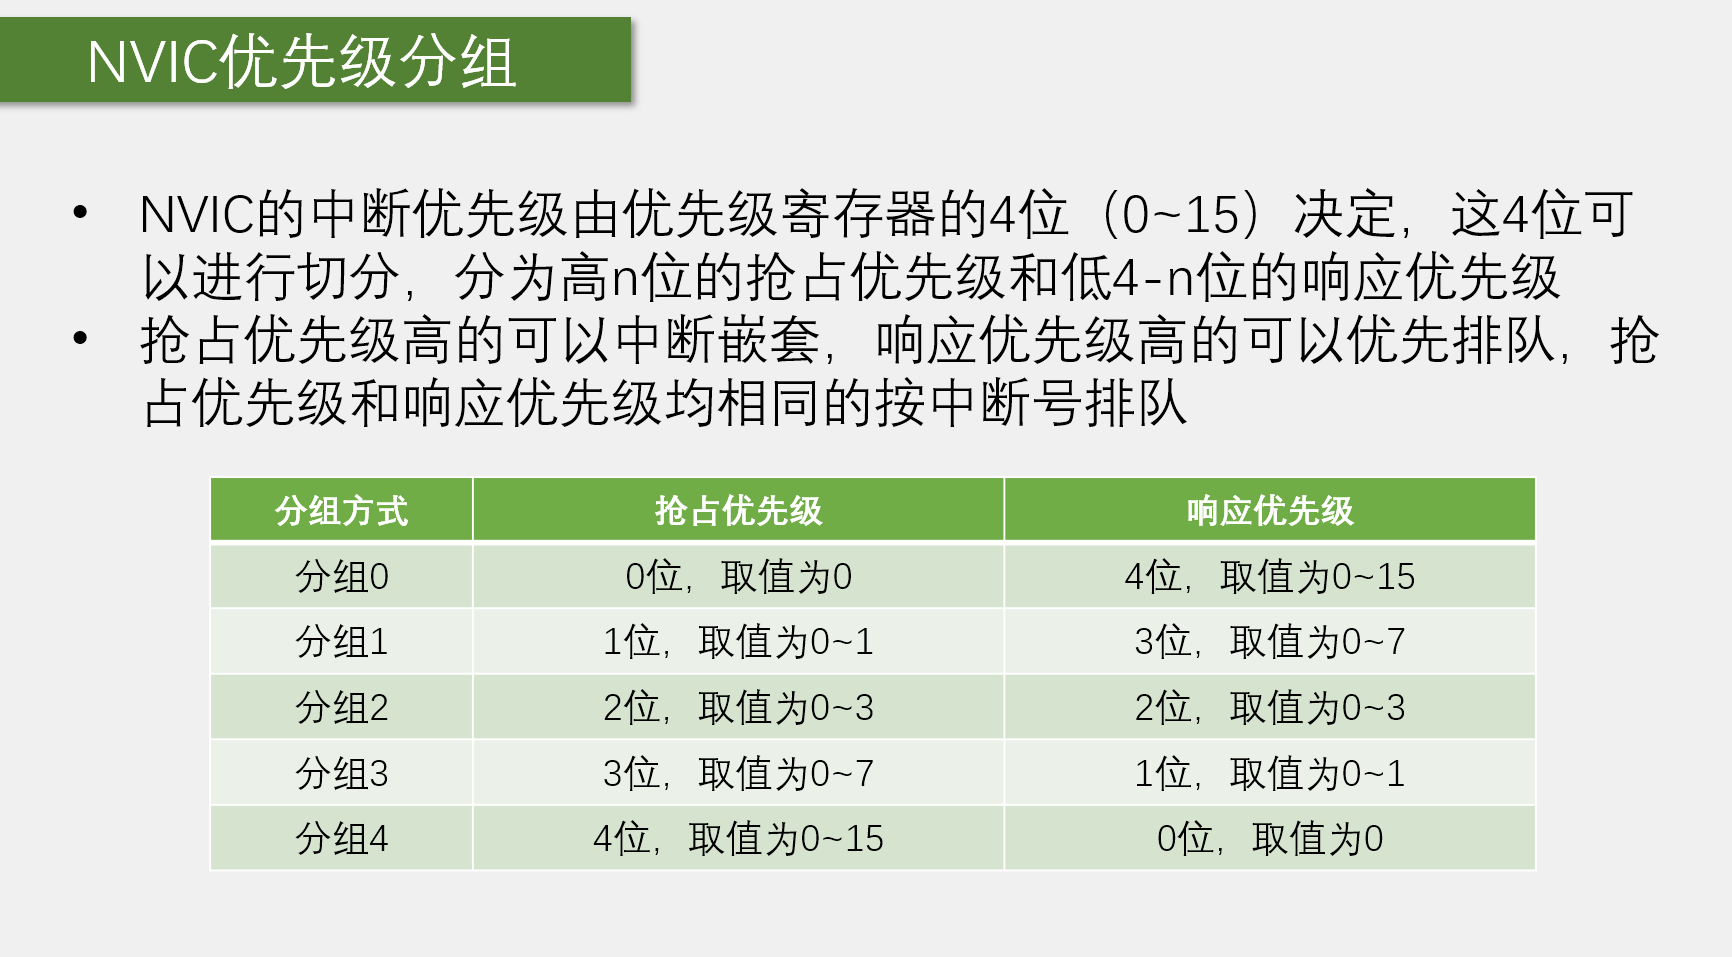 NVIC优先级分组
• NVIC的中断优先级由优先级寄存器的4位（0~15）决定，这4位可
以进行切分，分为高n位的抢占优先级和低4-n位的响应优先级
• 抢占优先级高的可以中断嵌套，响应优先级高的可以优先排队，抢
占优先级和响应优先级均相同的按中断号排队
分组方式 抢占优先级 响应优先级
分组0 0位，取值为0 4位，取值为0~15
分组1 1位，取值为0~1 3位，取值为0~7
分组2 2位，取值为0~3 2位，取值为0~3
分组3 3位，取值为0~7 1位，取值为0~1
分组4 4位，取值为0~15 0位，取值为0